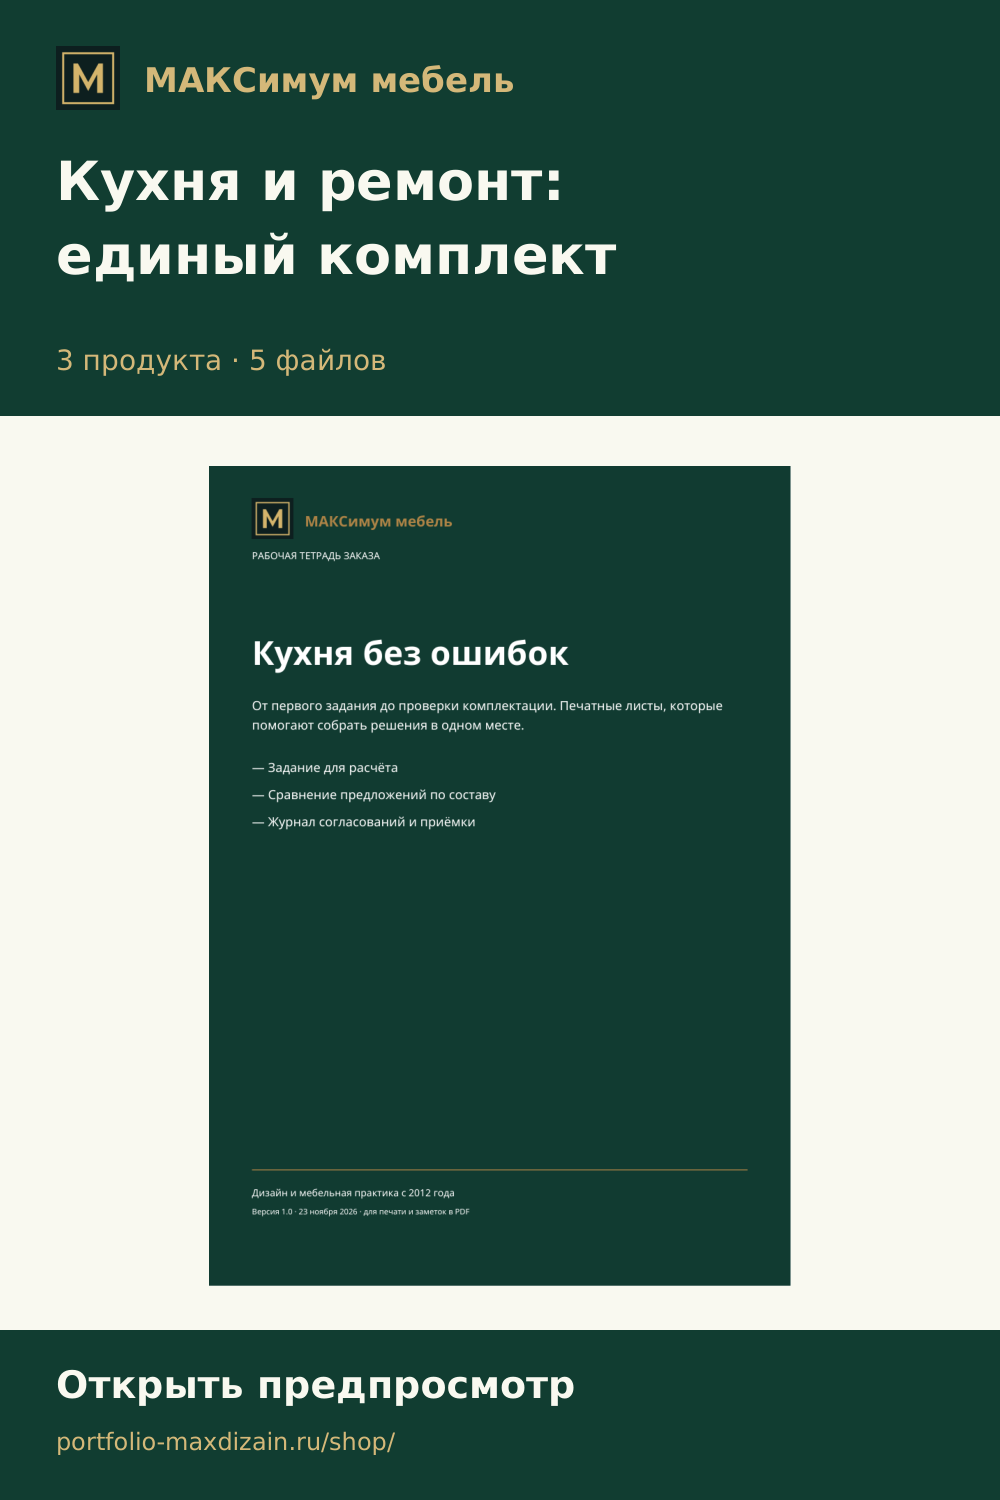 M
МАКСимум мебель
Кухня и ремонт:
единый комплект
3 продукта · 5 файлов
M
МАКСимум мебель
РАБОЧАЯ ТЕТРАДЬ ЗАКАЗА
Кухня без ошибок
От первого задания до проверки комплектации. Печатные листы, которые
помогают собрать решения в одном месте.
— Задание для расчёта
— Сравнение предложений по составу
— Журнал согласований и приёмки
Дизайн и мебельная практика с 2012 года
Версия 1.0 · 23 ноября 2026 · для печати и заметок в PDF
Открыть предпросмотр
portfolio-maxdizain.ru/shop/